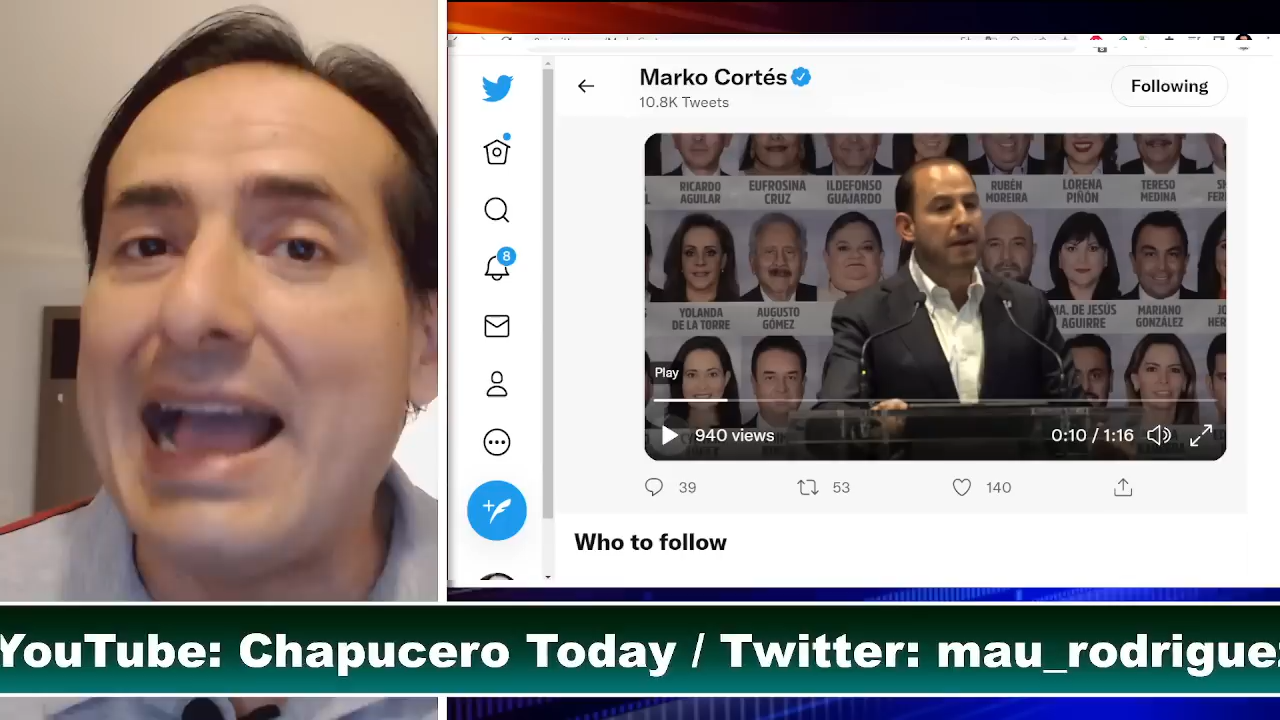 Marko Cortés
10.8K Tweets
Following
RICARDO AGUILAR
EUFROSINA CRUZ
ILDEFONSO GUAJARDO
RUBÉN MOREIRA
LORENA PIÑÓN
TERESO MEDINA
8
YOLANDA DE LA TORRE
AUGUSTO GÓMEZ
MA. DE JESÚS AGUIRRE
MARIANO GONZÁLEZ
Play
940 views
0:10 / 1:16
39
53
140
Who to follow
YouTube: Chapucero Today / Twitter: mau_rodriguez